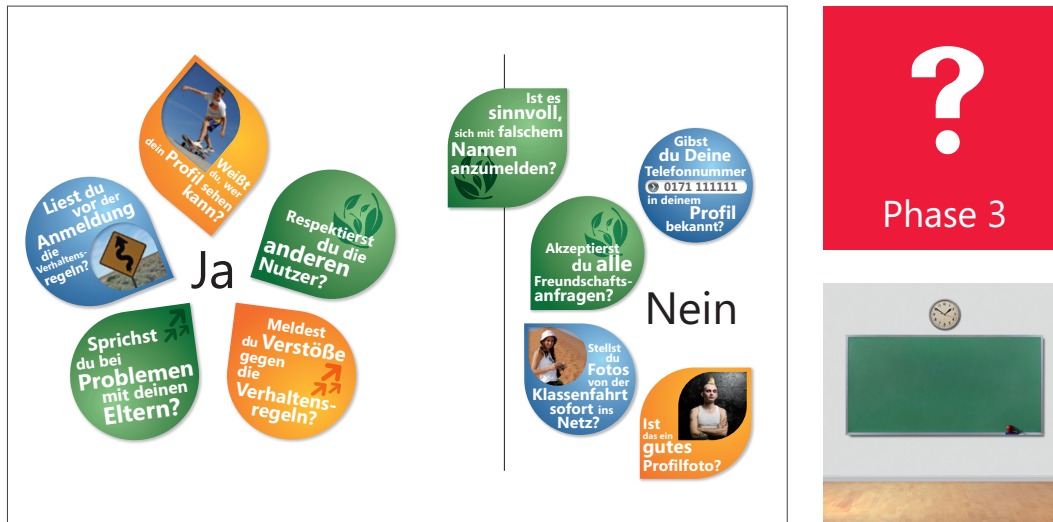 Weißt
du, wer
dein Profil sehen
kann?
Liest du
vor der
Anmeldung
die
Verhaltens-
regeln?
Respektierst
du die
anderen
Nutzer?
Ja
Sprichst
du bei
Problemen
mit deinen
Eltern?
Meldest
du Verstöße
gegen
die
Verhaltens-
regeln?
Ist es
sinnvoll,
sich mit falschem
Namen
anzumelden?
Gibst
du Deine
Telefonnummer
0171 111111
in deinem
Profil
bekannt?
Akzeptierst
du alle
Freundschafts-
anfragen?
Nein
Stellst
du
Fotos
von der
Klassenfahrt
sofort ins
Netz?
Ist
das ein
gutes
Profilfoto?
?
Phase 3